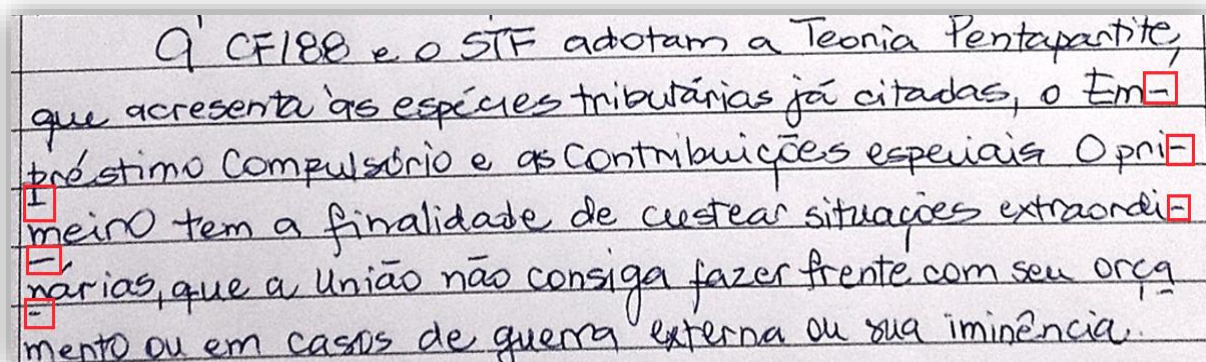 A CF/88 e o STF adotam a Teoria Pentapartite,
que acresenta às espécies tributárias já citadas, o Em-
préstimo Compulsório e as Contribuições especiais O pri-
meiro tem a finalidade de custear situações extraordi-
nárias, que a União não consiga fazer frente com seu orça
mento ou em casos de guerra externa ou sua iminência.